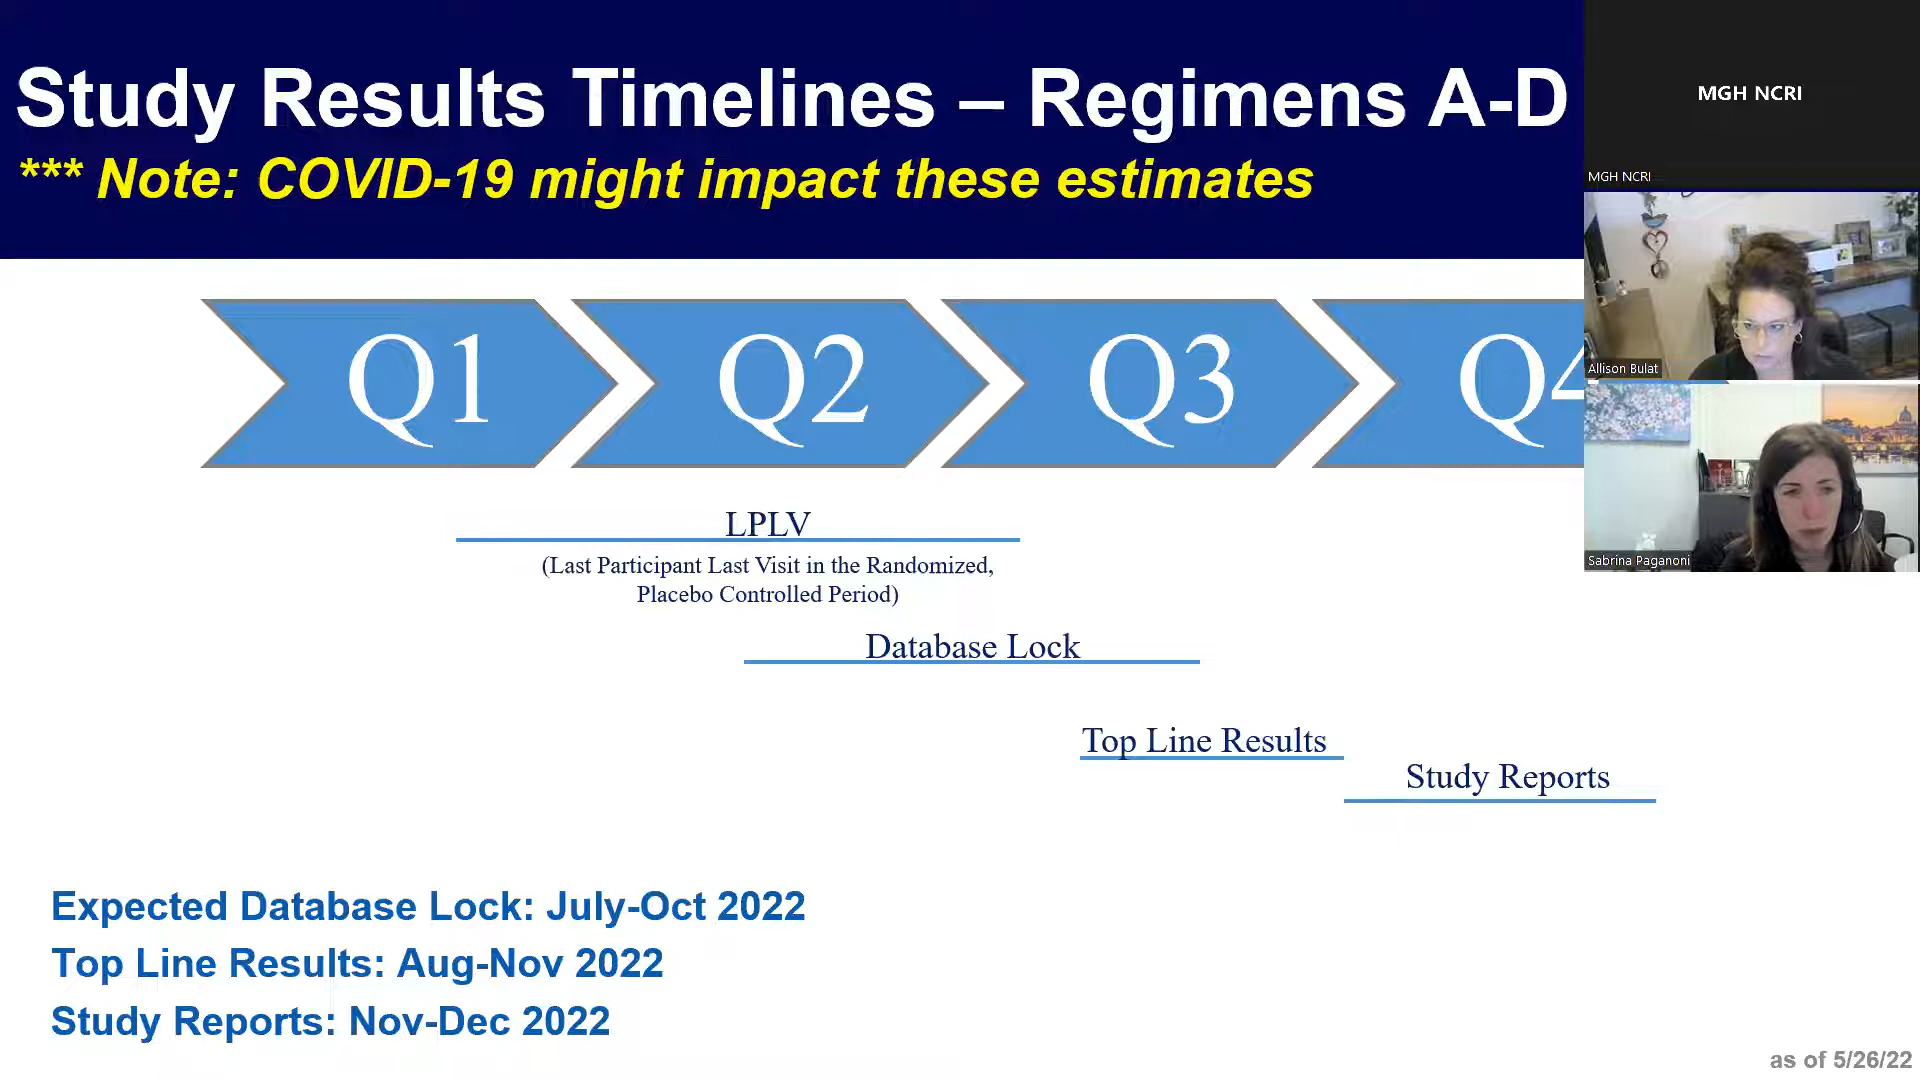 Study Results Timelines – Regimens A-D
*** Note: COVID-19 might impact these estimates
MGH NCRI
MGH NCRI
Allison Bulat
Sabrina Paganoni
Q1 Q2 Q3 Q4
LPLV
(Last Participant Last Visit in the Randomized,
Placebo Controlled Period)
Database Lock
Top Line Results
Study Reports
Expected Database Lock: July-Oct 2022
Top Line Results: Aug-Nov 2022
Study Reports: Nov-Dec 2022
as of 5/26/22